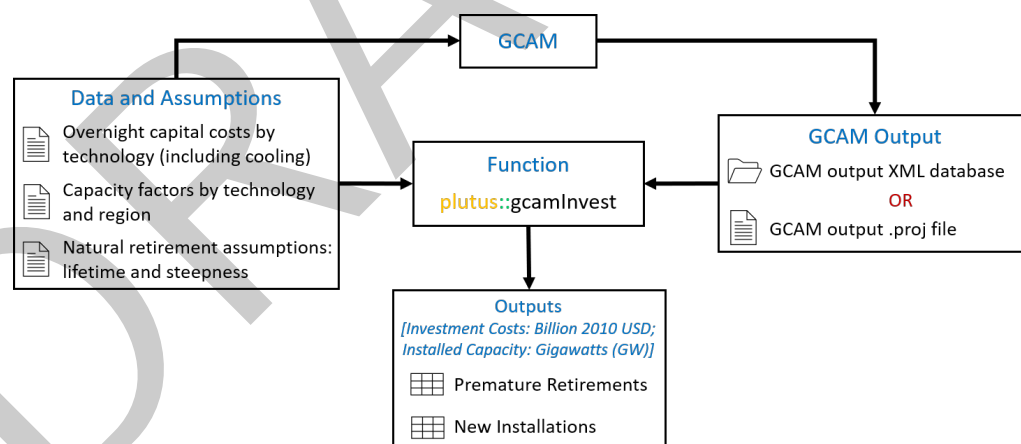 DRA
GCAM
Data and Assumptions
Overnight capital costs by
technology (including cooling)
Capacity factors by technology
and region
Natural retirement assumptions:
lifetime and steepness
Function
plutus::gcamInvest
GCAM Output
GCAM output XML database
OR
GCAM output .proj file
Outputs
[Investment Costs: Billion 2010 USD;
Installed Capacity: Gigawatts (GW)]
Premature Retirements
New Installations